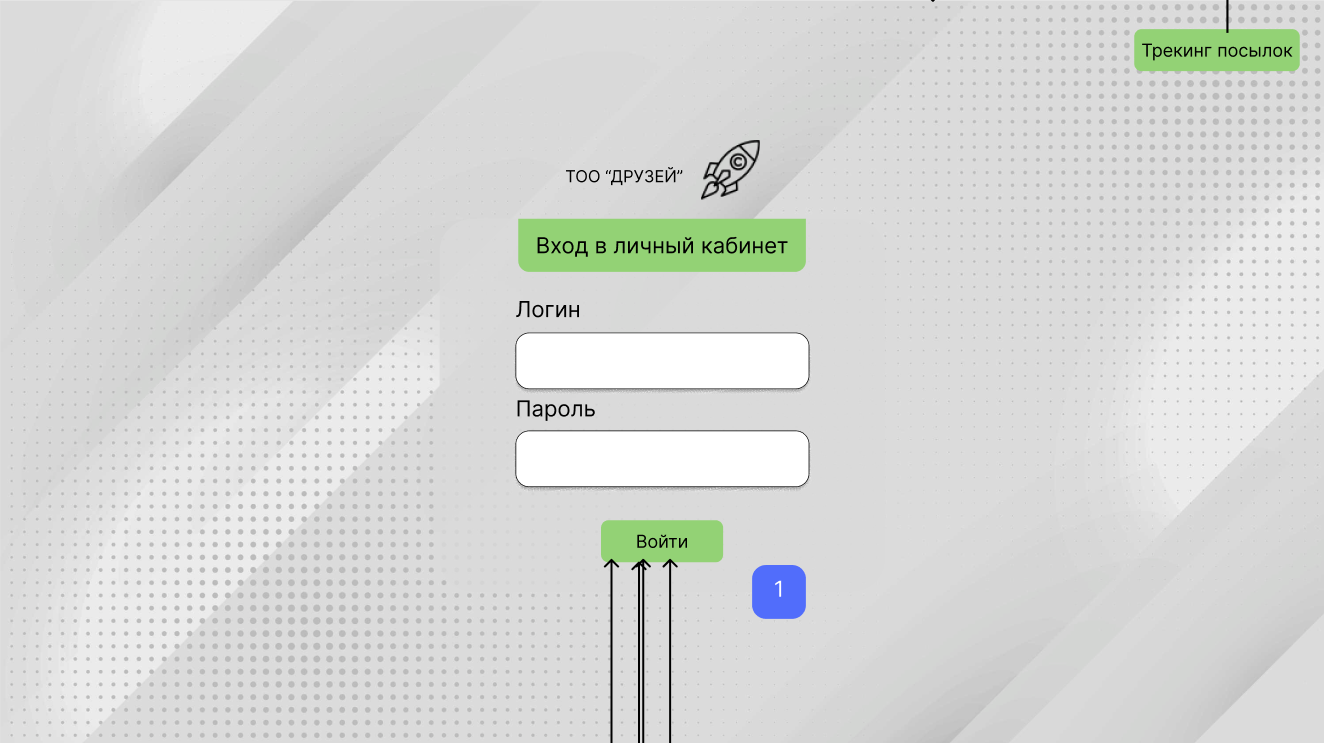 Трекинг посылок
ТОО “ДРУЗЕЙ”
©
Вход в личный кабинет
Логин
Пароль
Войти
1